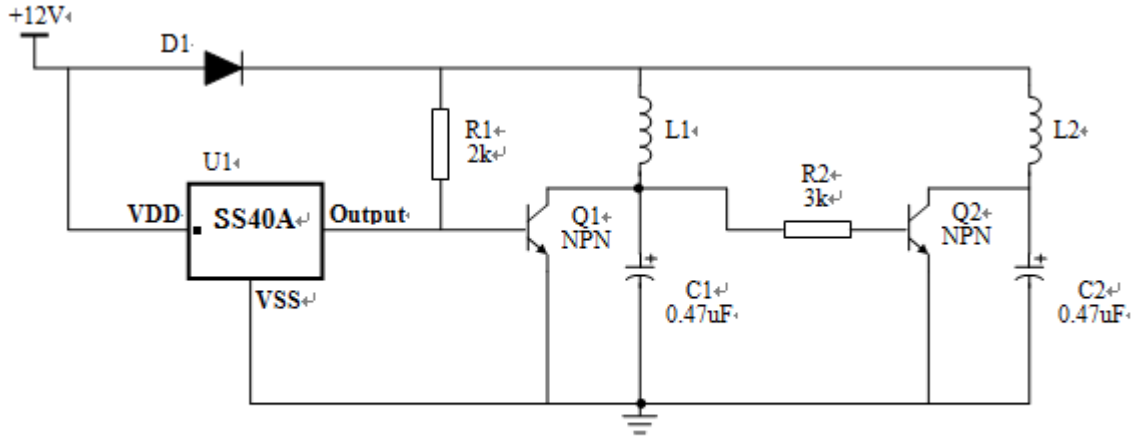 +12V
D1
R1
2k
L1
L2
U1
R2
3k
VDD
SS40A
Output
Q1
NPN
Q2
NPN
VSS
+
C1
0.47uF
+
C2
0.47uF